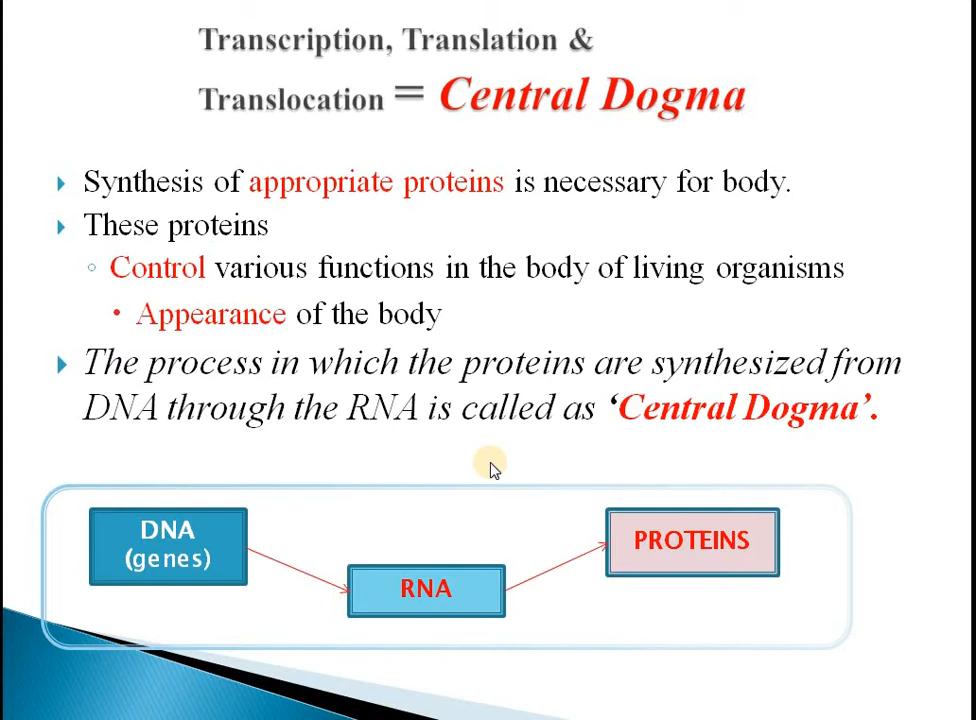 Transcription, Translation &
Translocation = Central Dogma
Synthesis of appropriate proteins is necessary for body.
These proteins
Control various functions in the body of living organisms
Appearance of the body
The process in which the proteins are synthesized from
DNA through the RNA is called as ‘Central Dogma’.
DNA
(genes)
RNA
PROTEINS